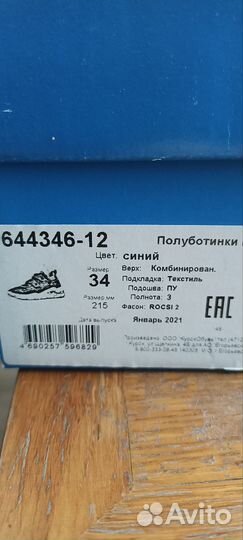 644346-12 Полуботинки
Цвет. синий
Размер Верх: Комбинирован.
34 Подкладка: Текстиль
Подошва: ПУ
Размер мм Полнота: 3
215 Фасон: ROCSI 2
Дата выпуска Январь 2021
EAC
4 690257 596829
Avito